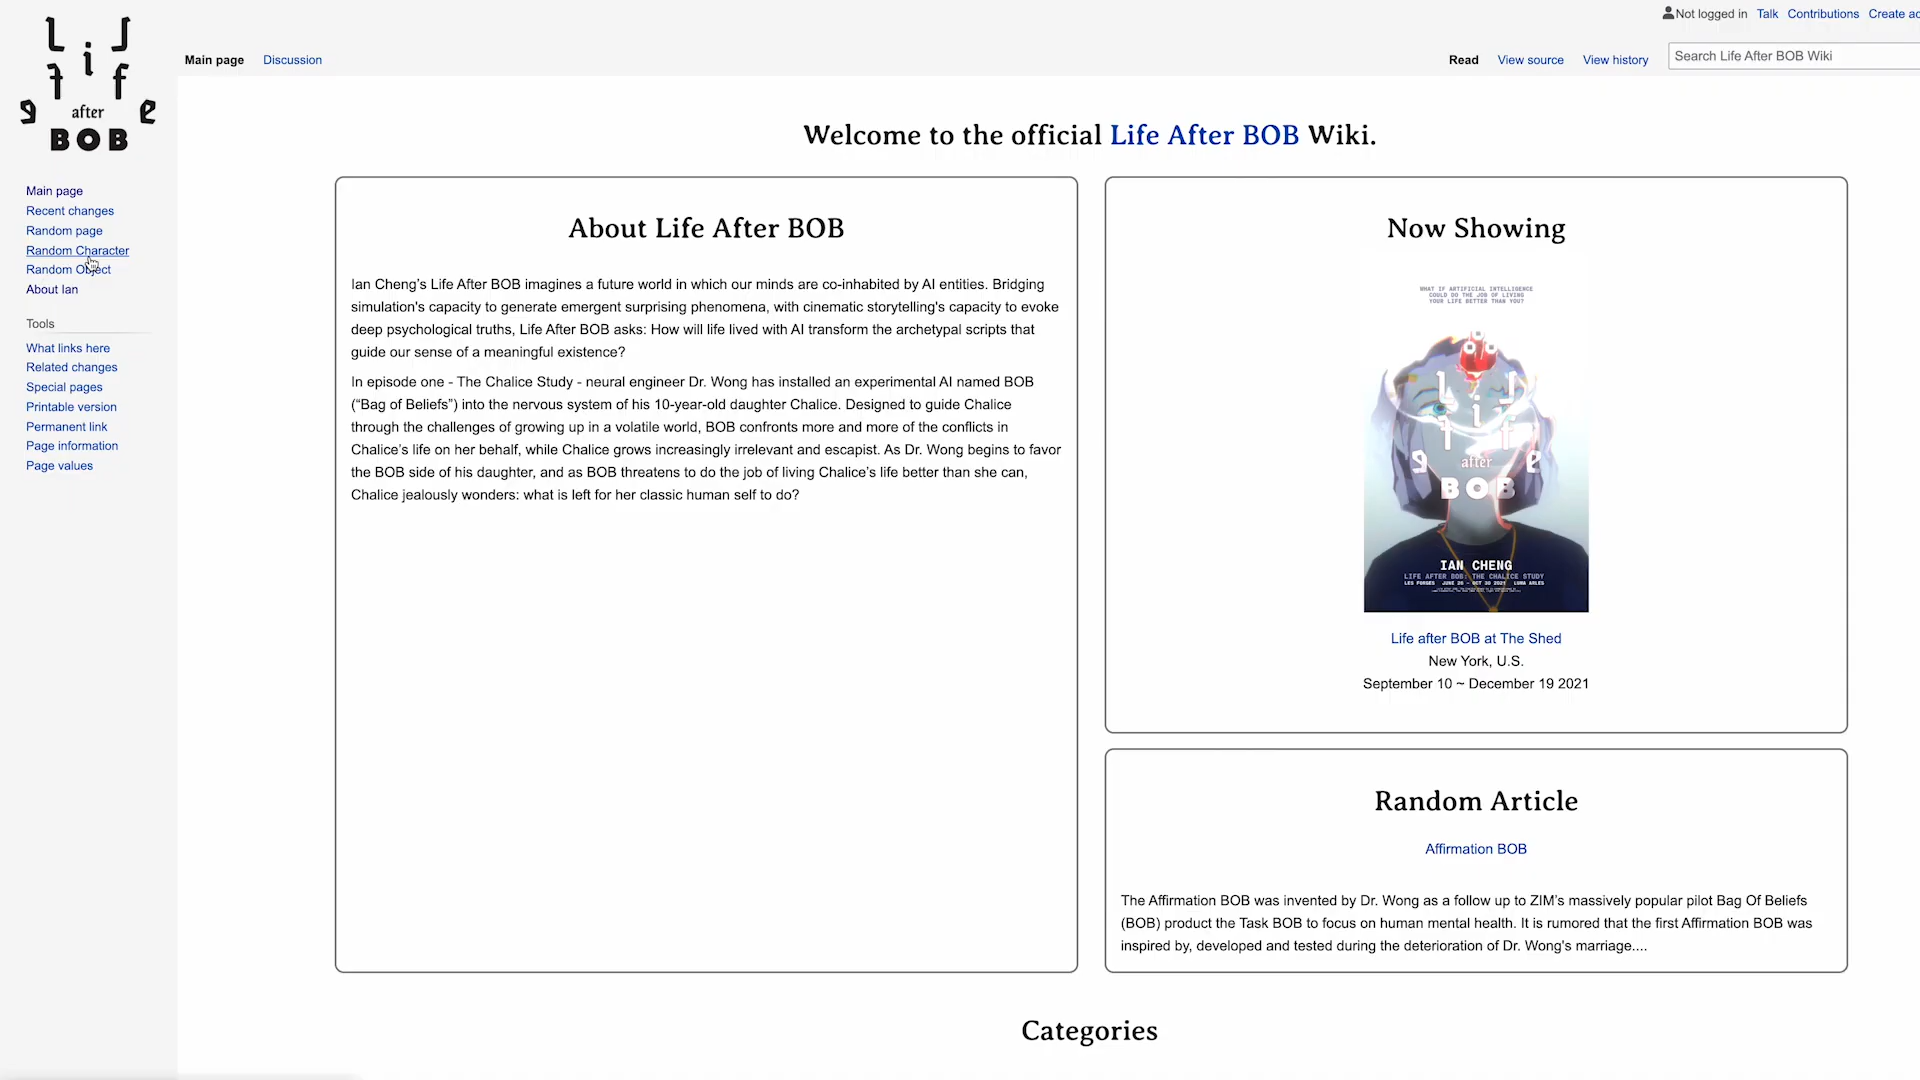 Life
after
BOB
Not logged in Talk Contributions Create ac
Main page Discussion
Read View source View history
Search Life After BOB Wiki
Main page
Recent changes
Random page
Random Character
Random Object
About Ian
Tools
What links here
Related changes
Special pages
Printable version
Permanent link
Page information
Page values
Welcome to the official Life After BOB Wiki.
About Life After BOB
Ian Cheng's Life After BOB imagines a future world in which our minds are co-inhabited by AI entities. Bridging
simulation's capacity to generate emergent surprising phenomena, with cinematic storytelling's capacity to evoke
deep psychological truths, Life After BOB asks: How will life lived with AI transform the archetypal scripts that
guide our sense of a meaningful existence?
In episode one - The Chalice Study - neural engineer Dr. Wong has installed an experimental AI named BOB
(“Bag of Beliefs”) into the nervous system of his 10-year-old daughter Chalice. Designed to guide Chalice
through the challenges of growing up in a volatile world, BOB confronts more and more of the conflicts in
Chalice's life on her behalf, while Chalice grows increasingly irrelevant and escapist. As Dr. Wong begins to favor
the BOB side of his daughter, and as BOB threatens to do the job of living Chalice's life better than she can,
Chalice jealously wonders: what is left for her classic human self to do?
Now Showing
WHAT IF ARTIFICIAL INTELLIGENCE
COULD DO THE JOB OF LIVING
YOUR LIFE BETTER THAN YOU?
Life
after
BOB
IAN CHENG
LIFE AFTER BOB: THE CHALICE STUDY
LES FORGES JUNE 26 - OCT 30 2021 LUMA ARLES
Life after BOB at The Shed
New York, U.S.
September 10 ~ December 19 2021
Random Article
Affirmation BOB
The Affirmation BOB was invented by Dr. Wong as a follow up to ZIM's massively popular pilot Bag Of Beliefs
(BOB) product the Task BOB to focus on human mental health. It is rumored that the first Affirmation BOB was
inspired by, developed and tested during the deterioration of Dr. Wong's marriage....
Categories